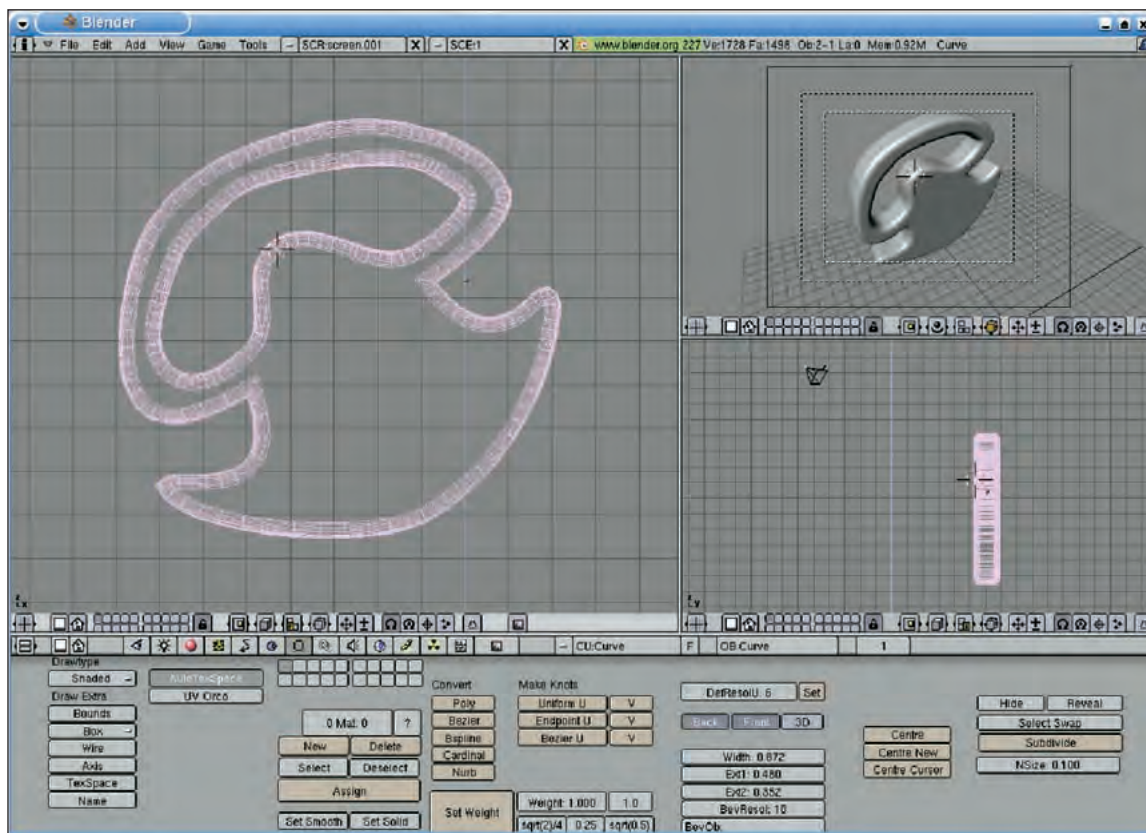 Blender
File Edit Add View Game Tools SCR:screen.001 X SCE:1 X www.blender.org 227 Ve:1728 Fa:1498 Ob:2-1 La:0 Mem:0.92M Curve
CU:Curve F OB:Curve 1
Drawtype
Shaded
Draw Extra
Bounds
Box
Wire
Axis
TexSpace
Name
AutoTexSpace
UV Orco
0 Mat: 0 ?
New Delete
Select Deselect
Assign
Set Smooth Set Solid
Convert
Poly
Bezier
Bspline
Cardinal
Nurb
Make Knots
Uniform U V
Endpoint U V
Bezier U V
Set Weight
Weight: 1.000 1.0
sqrt(2)/4 0.25 sqrt(0.5)
DefResolU: 6 Set
Back Front 3D
Width: 0.872
Ext1: 0.480
Ext2: 0.352
BevResol: 10
BevOb:
Centre
Centre New
Centre Cursor
Hide Reveal
Select Swap
Subdivide
NSize: 0.100